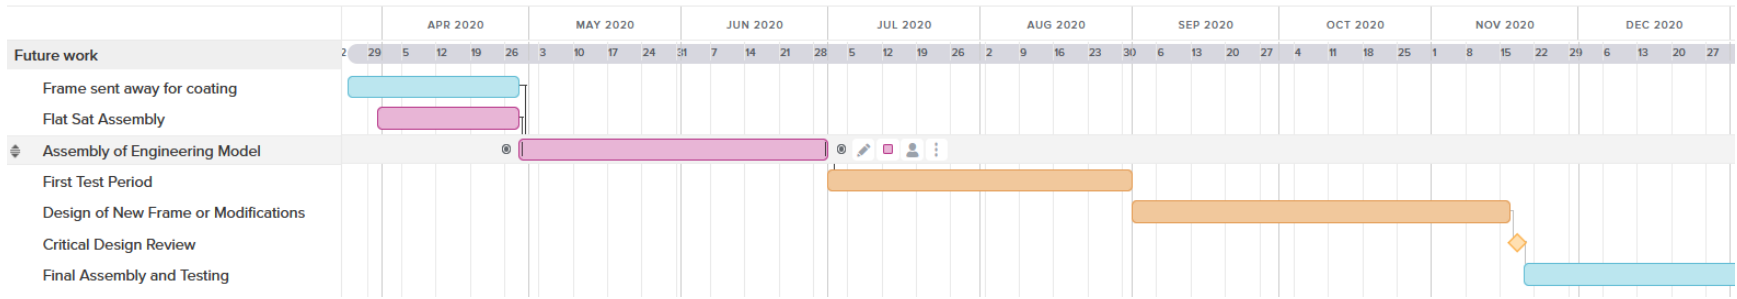 APR 2020 MAY 2020 JUN 2020 JUL 2020 AUG 2020 SEP 2020 OCT 2020 NOV 2020 DEC 2020
Future work 2 29 5 12 19 26 3 10 17 24 31 7 14 21 28 5 12 19 26 2 9 16 23 30 6 13 20 27 4 11 18 25 1 8 15 22 29 6 13 20 27
Frame sent away for coating
Flat Sat Assembly
Assembly of Engineering Model
First Test Period
Design of New Frame or Modifications
Critical Design Review
Final Assembly and Testing